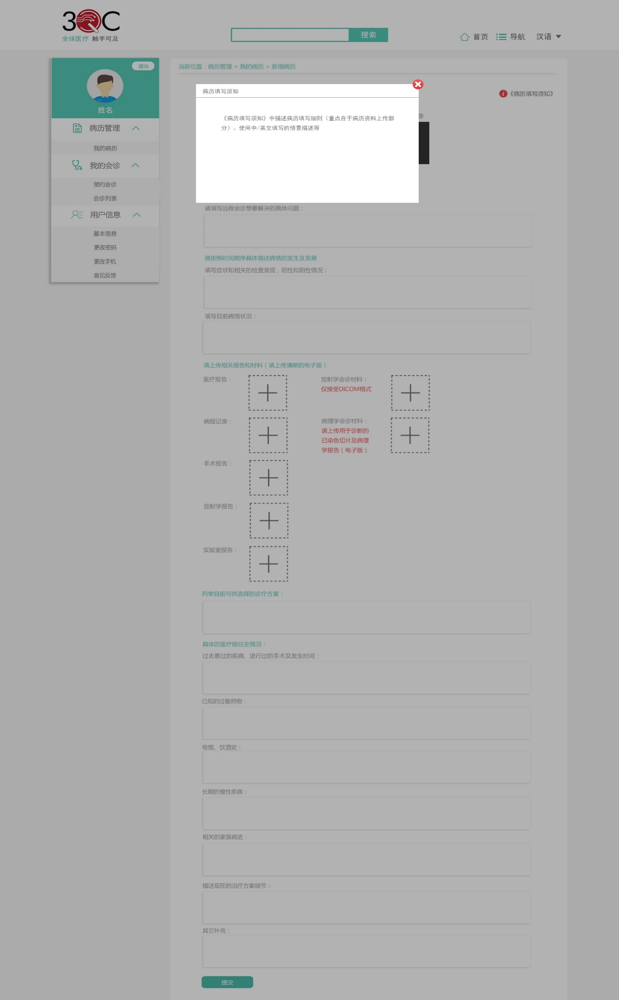 3QC
全球医疗 触手可及
搜索
首页
导航
汉语
退出
姓名
病历管理
我的病历
我的会诊
预约会诊
会诊列表
用户信息
基本信息
更改密码
更改手机
意见反馈
当前位置：病历管理 > 我的病历 > 新增病历
《病历填写须知》
病历填写须知
《病历填写须知》中描述病历填写细则（重点在于病历资料上传部
分）、使用中/英文填写的情景描述等
像
请填写远程会诊想要解决的具体问题：
请按照时间顺序具体描述病情的发生及发展
填写症状和相关的检查发现，阳性和阴性情况：
填写目前病情状况：
请上传相关报告和材料（请上传清晰的电子版）
医疗报告：
放射学会诊材料：
仅接受DICOM格式
病程记录：
病理学会诊材料：
请上传用于诊断的
已染色切片及病理
学报告（电子版）
手术报告：
放射学报告：
实验室报告：
列举目前可供选择的诊疗方案：
具体的医疗既往史情况：
过去患过的疾病、进行过的手术及发生时间：
已知的过敏药物：
吸烟、饮酒史：
长期的慢性疾病：
相关的家族病史：
描述现在的治疗方案细节：
其它补充：
提交